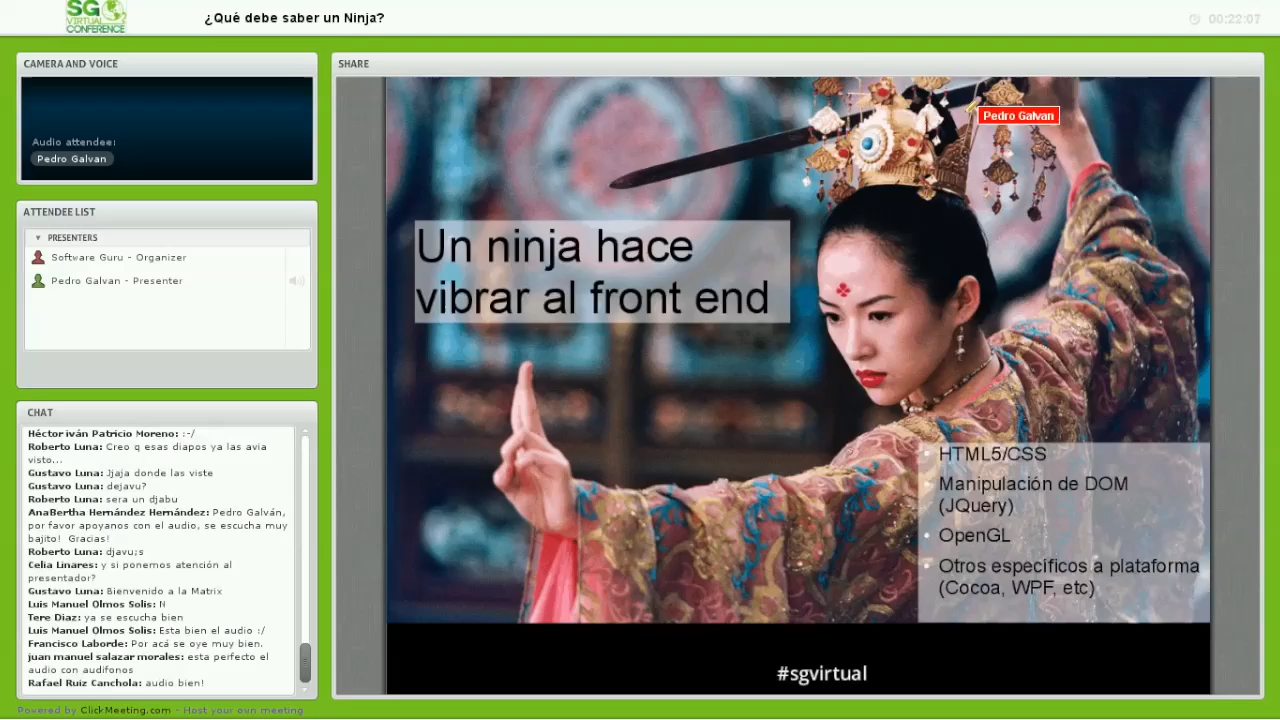 SG
VIRTUAL
CONFERENCE
¿Qué debe saber un Ninja?
00:22:07
CAMERA AND VOICE
Audio attendee:
Pedro Galvan
ATTENDEE LIST
PRESENTERS
Software Guru - Organizer
Pedro Galvan - Presenter
CHAT
Héctor iván Patricio Moreno: :-/
Roberto Luna: Creo q esas diapos ya las avia
visto...
Gustavo Luna: Jjaja donde las viste
Gustavo Luna: dejavu?
Roberto Luna: sera un djabu
AnaBertha Hernández Hernández: Pedro Galván,
por favor apoyanos con el audio, se escucha muy
bajito! Gracias!
Roberto Luna: djavu;s
Celia Linares: y si ponemos atención al
presentador?
Gustavo Luna: Bienvenido a la Matrix
Luis Manuel Olmos Solis: N
Tere Diaz: ya se escucha bien
Luis Manuel Olmos Solis: Esta bien el audio :/
Francisco Laborde: Por acá se oye muy bien.
juan manuel salazar morales: esta perfecto el
audio con audifonos
Rafael Ruiz Canchola: audio bien!
Powered by ClickMeeting.com - Host your own meeting
SHARE
Pedro Galvan
Un ninja hace
vibrar al front end
• HTML5/CSS
• Manipulación de DOM
(JQuery)
• OpenGL
• Otros específicos a plataforma
(Cocoa, WPF, etc)
#sgvirtual